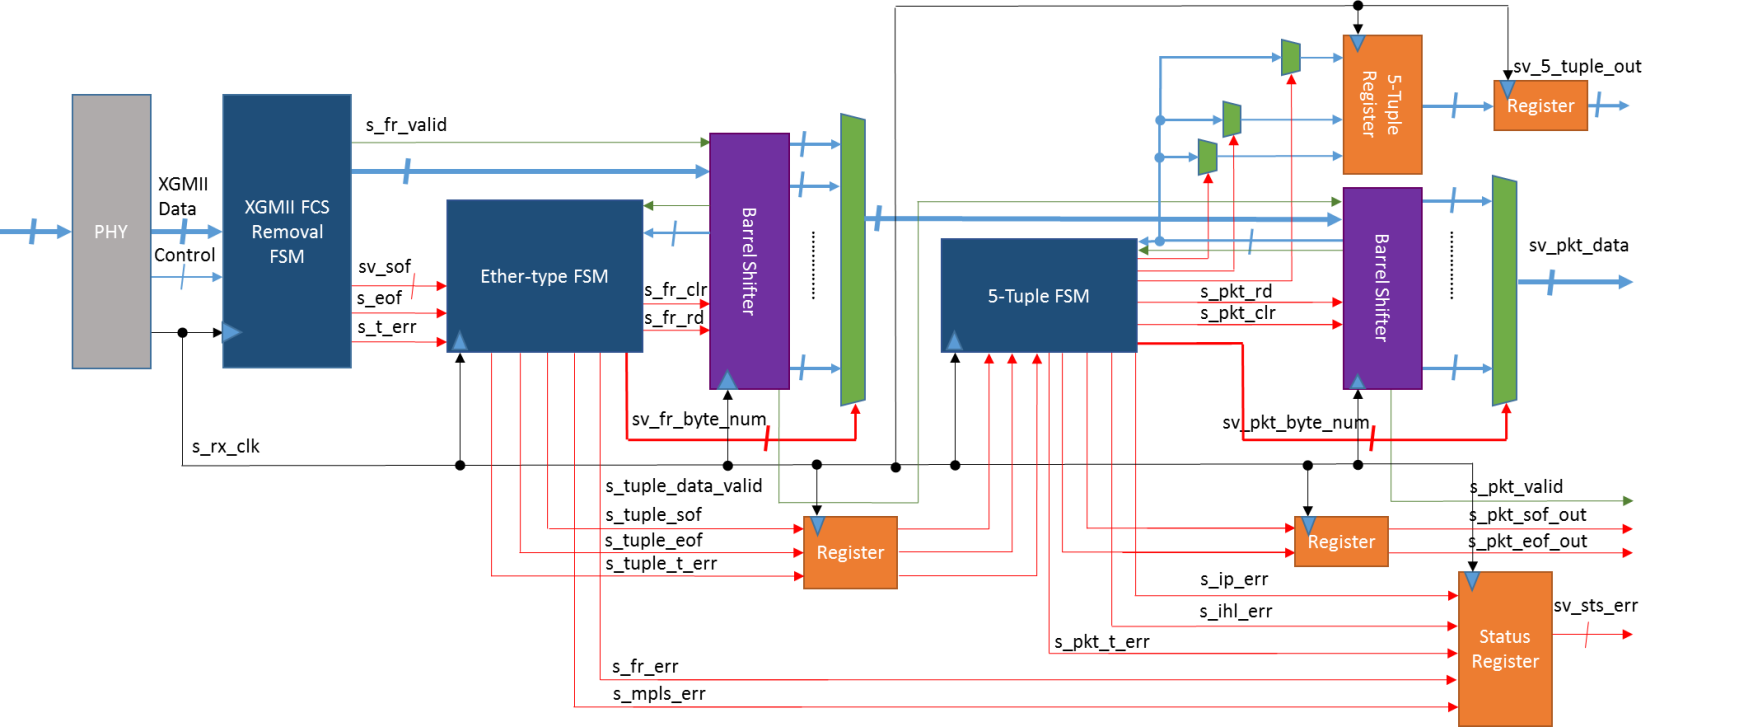 PHY
XGMII
Data
Control
XGMII FCS
Removal
FSM
s_fr_valid
sv_sof
s_eof
s_t_err
s_rx_clk
Ether-type FSM
s_fr_clr
s_fr_rd
Barrel Shifter
sv_fr_byte_num
s_tuple_data_valid
s_tuple_sof
s_tuple_eof
s_tuple_t_err
Register
s_fr_err
s_mpls_err
5-Tuple FSM
s_pkt_rd
s_pkt_clr
sv_pkt_byte_num
5-Tuple
Register
Register
sv_5_tuple_out
Barrel Shifter
sv_pkt_data
s_pkt_valid
s_pkt_sof_out
s_pkt_eof_out
Register
s_ip_err
s_ihl_err
s_pkt_t_err
Status
Register
sv_sts_err